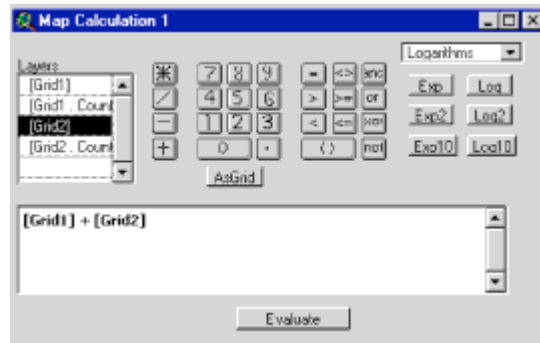 Map Calculation 1
Layers
[Grid1]
[Grid1 . Count
[Grid2]
[Grid2 . Count
* 7 8 9 = <> and
/ 4 5 6 > >= or
- 1 2 3 < <= xor
+ 0 . ( ) not
AsGrid
Logarithms
Exp Log
Exp2 Log2
Exp10 Log10
[Grid1] + [Grid2]
Evaluate